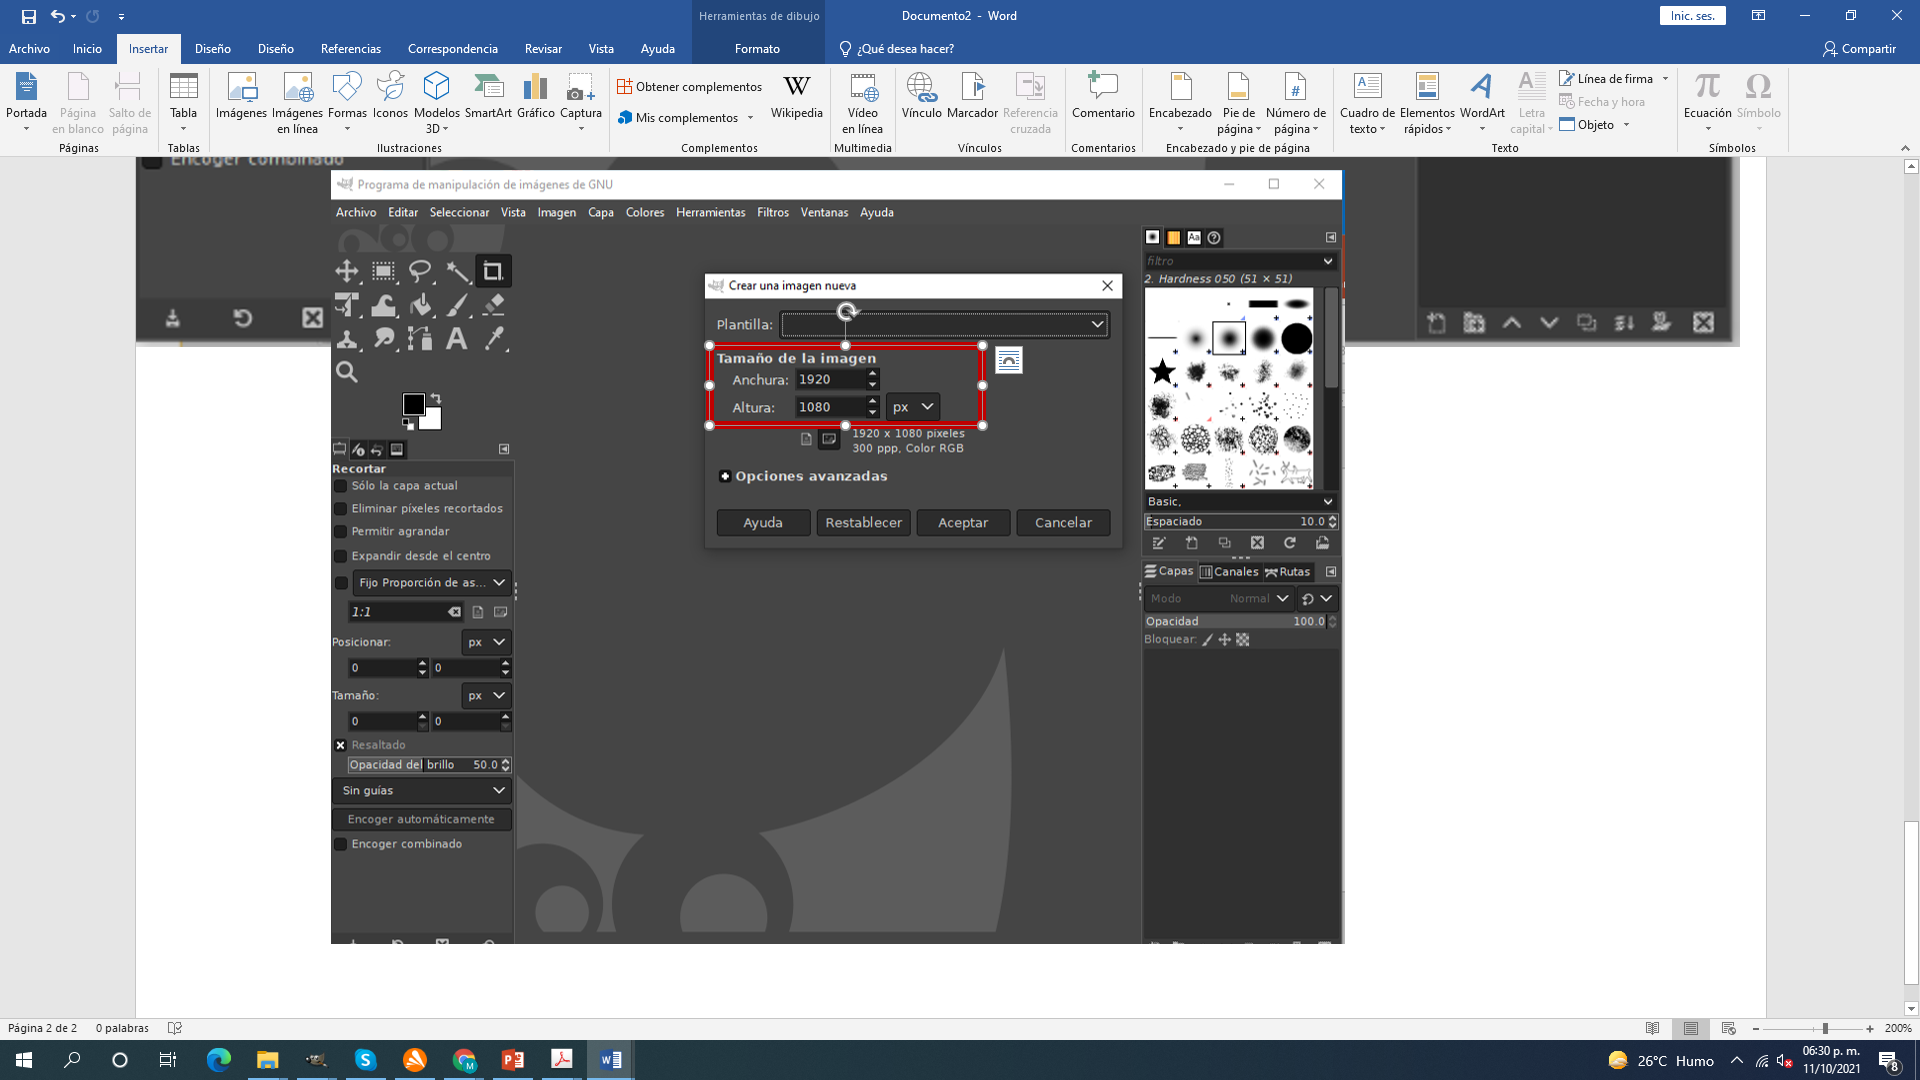 Herramientas de dibujo
Documento2 - Word
Inic. ses.
Archivo Inicio Insertar Diseño Diseño Referencias Correspondencia Revisar Vista Ayuda Formato ¿Qué desea hacer? Compartir
Portada
Página en blanco
Salto de página
Páginas
Tabla
Tablas
Imágenes
Imágenes en línea
Formas
Iconos
Modelos 3D
SmartArt
Gráfico
Captura
Ilustraciones
Obtener complementos
Mis complementos
Wikipedia
Complementos
Vídeo en línea
Multimedia
Vínculo
Marcador
Referencia cruzada
Vínculos
Comentario
Comentarios
Encabezado
Pie de página
Número de página
Encabezado y pie de página
Cuadro de texto
Elementos rápidos
WordArt
Letra capital
Línea de firma
Fecha y hora
Objeto
Texto
Ecuación
Símbolo
Símbolos
Encoger combinado
Programa de manipulación de imágenes de GNU
Archivo Editar Seleccionar Vista Imagen Capa Colores Herramientas Filtros Ventanas Ayuda
Recortar
Sólo la capa actual
Eliminar píxeles recortados
Permitir agrandar
Expandir desde el centro
Fijo Proporción de as...
1:1
Posicionar:
px
0 0
Tamaño:
px
0 0
Resaltado
Opacidad del brillo 50.0
Sin guías
Encoger automáticamente
Encoger combinado
Crear una imagen nueva
Plantilla:
Tamaño de la imagen
Anchura: 1920
Altura: 1080 px
1920 x 1080 píxeles
300 ppp, Color RGB
Opciones avanzadas
Ayuda Restablecer Aceptar Cancelar
Aa
filtro
2. Hardness 050 (51 × 51)
Basic,
Espaciado 10.0
Capas Canales Rutas
Modo Normal
Opacidad 100.0
Bloquear:
Página 2 de 2 0 palabras
200%
26°C Humo
06:30 p. m.
11/10/2021
8